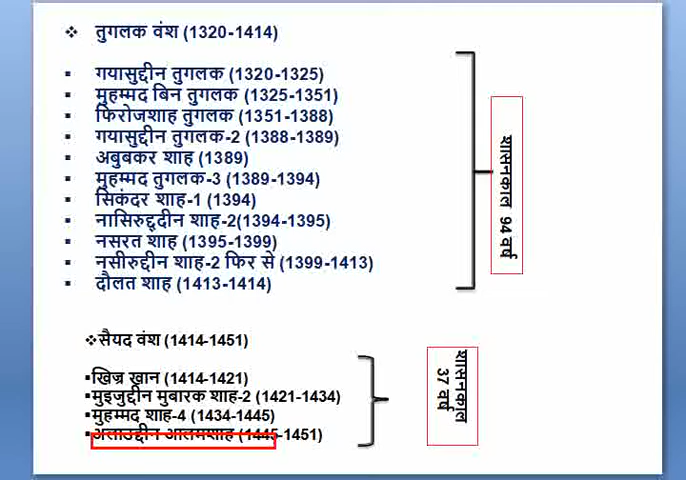 ❖ तुगलक वंश (1320-1414)
▪ गयासुद्दीन तुगलक (1320-1325)
▪ मुहम्मद बिन तुगलक (1325-1351)
▪ फिरोजशाह तुगलक (1351-1388)
▪ गयासुद्दीन तुगलक-2 (1388-1389)
▪ अबुबकर शाह (1389)
▪ मुहम्मद तुगलक-3 (1389-1394)
▪ सिकंदर शाह-1 (1394)
▪ नासिरुद्द्दीन शाह-2(1394-1395)
▪ नसरत शाह (1395-1399)
▪ नसीरुद्दीन शाह-2 फिर से (1399-1413)
▪ दौलत शाह (1413-1414)
शासनकाल 94 वर्ष
❖सैयद वंश (1414-1451)
▪खिज्र खान (1414-1421)
▪मुइजुद्दीन मुबारक शाह-2 (1421-1434)
▪मुहम्मद शाह-4 (1434-1445)
▪अलाउद्दीन आलमशाह (1445-1451)
शासनकाल
37 वर्ष